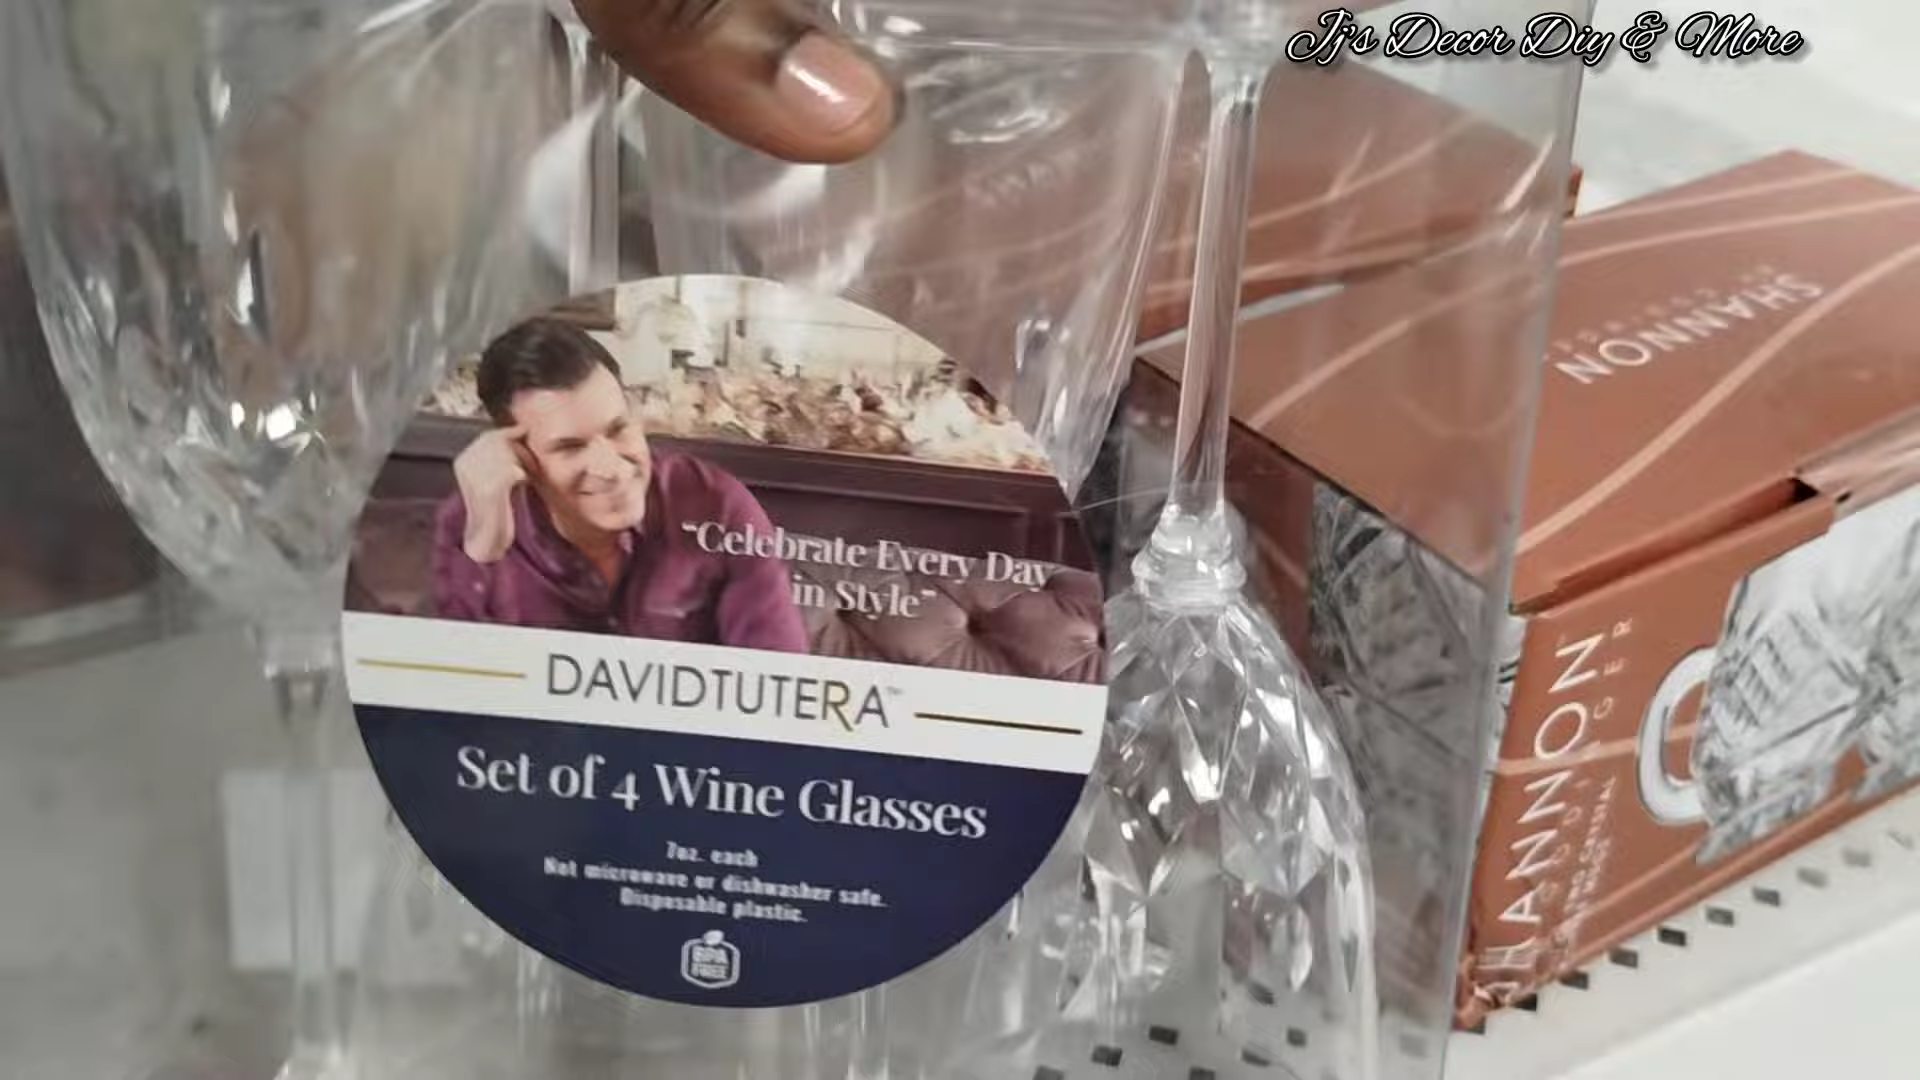 Jj's Decor Diy & More
"Celebrate Every Day
in Style"
DAVIDTUTERA™
Set of 4 Wine Glasses
7oz. each
Not microwave or dishwasher safe.
Disposable plastic.
BPA
FREE
SHANNON
SHANNON